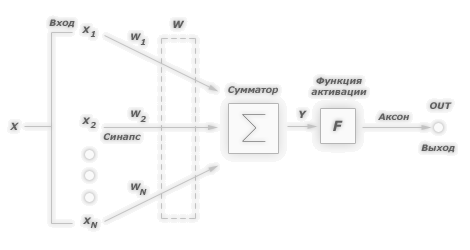 Вход
X1
W1
W
Сумматор
Функция
активации
X
X2
W2
Синапс
Σ
Y
F
Аксон
OUT
Выход
WN
XN